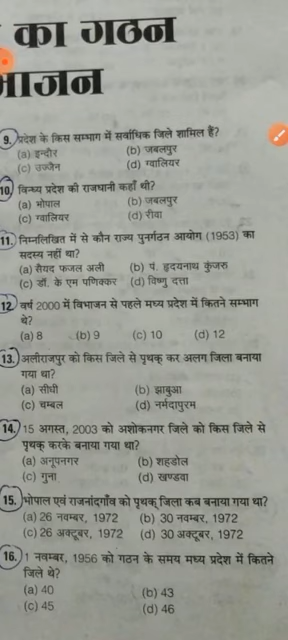 का गठन
भाजन
9. प्रदेश के किस सम्भाग में सर्वाधिक जिले शामिल हैं?
(a) इन्दौर (b) जबलपुर
(c) उज्जैन (d) ग्वालियर
10. विन्ध्य प्रदेश की राजधानी कहाँ थी?
(a) भोपाल (b) जबलपुर
(c) ग्वालियर (d) रीवा
11. निम्नलिखित में से कौन राज्य पुनर्गठन आयोग (1953) का
सदस्य नहीं था?
(a) सैयद फजल अली (b) पं. हृदयनाथ कुंजरु
(c) डॉ. के एम पणिक्कर (d) विष्णु दत्ता
12. वर्ष 2000 में विभाजन से पहले मध्य प्रदेश में कितने सम्भाग
थे?
(a) 8 (b) 9 (c) 10 (d) 12
13. अलीराजपुर को किस जिले से पृथक् कर अलग जिला बनाया
गया था?
(a) सीधी (b) झाबुआ
(c) चम्बल (d) नर्मदापुरम
14. 15 अगस्त, 2003 को अशोकनगर जिले को किस जिले से
पृथक् करके बनाया गया था?
(a) अनूपनगर (b) शहडोल
(c) गुना (d) खण्डवा
15. भोपाल एवं राजनांदगाँव को पृथक् जिला कब बनाया गया था?
(a) 26 नवम्बर, 1972 (b) 30 नवम्बर, 1972
(c) 26 अक्टूबर, 1972 (d) 30 अक्टूबर, 1972
16. 1 नवम्बर, 1956 को गठन के समय मध्य प्रदेश में कितने
जिले थे?
(a) 40 (b) 43
(c) 45 (d) 46